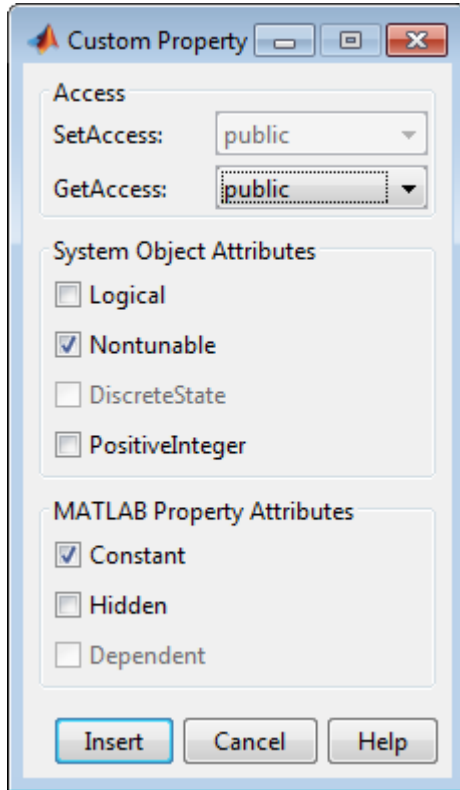 Custom Property
Access
SetAccess: public
GetAccess: public
System Object Attributes
Logical
Nontunable
DiscreteState
PositiveInteger
MATLAB Property Attributes
Constant
Hidden
Dependent
Insert Cancel Help